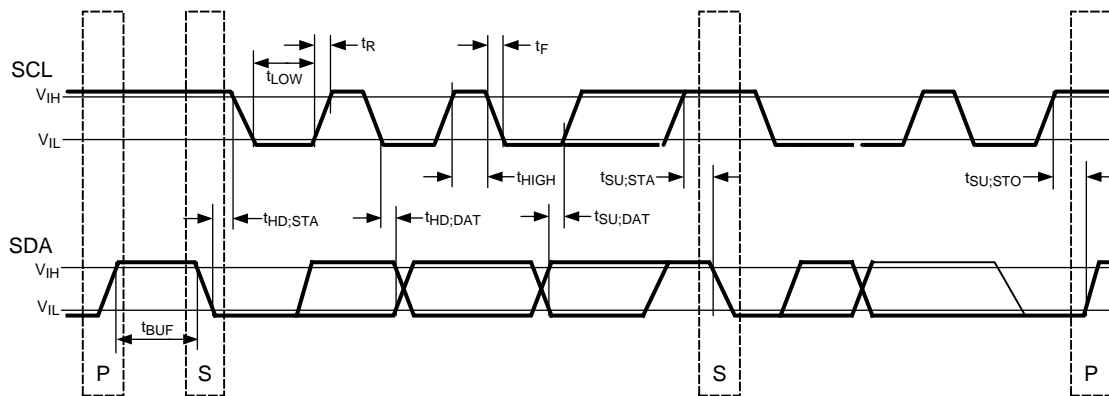 tR
tF
SCL
tLOW
VIH
VIL
tHIGH
tSU;STA
tSU;STO
tHD;STA
tHD;DAT
tSU;DAT
SDA
VIH
VIL
tBUF
P
S
S
P